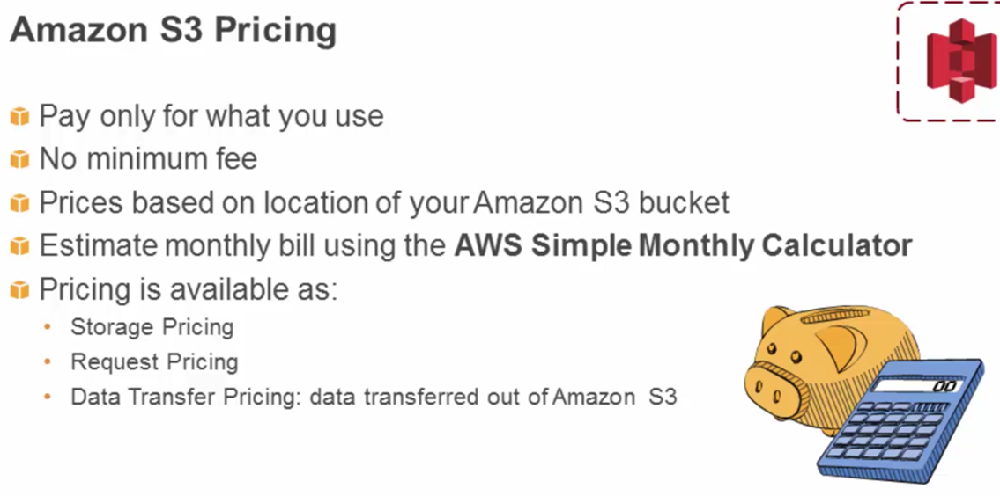 Amazon S3 Pricing
Pay only for what you use
No minimum fee
Prices based on location of your Amazon S3 bucket
Estimate monthly bill using the AWS Simple Monthly Calculator
Pricing is available as:
Storage Pricing
Request Pricing
Data Transfer Pricing: data transferred out of Amazon S3
00